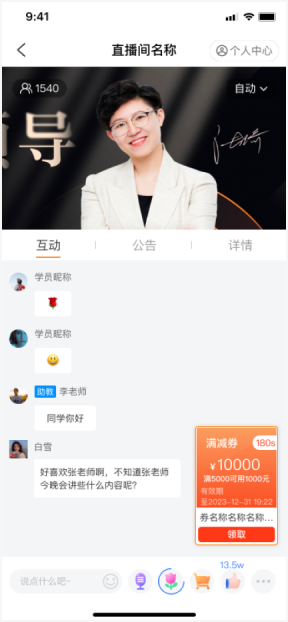 9:41
直播间名称
个人中心
1540
自动
导
互动
公告
详情
学员昵称
学员昵称
助教 李老师
同学你好
白雪
好喜欢张老师啊，不知道张老师
今晚会讲些什么内容呢？
满减券
180s
¥10000
满5000可用1000元
有效期
至2023-12-31 19:22
券名称名称名称...
领取
13.5w
说点什么吧~